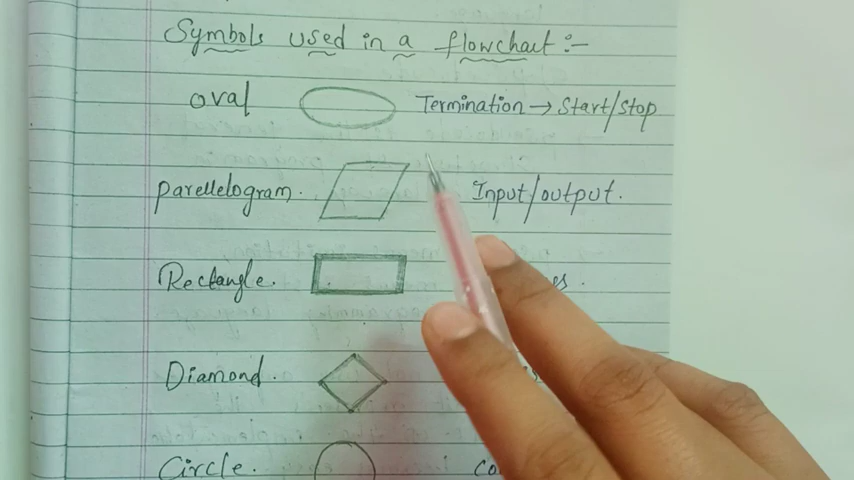 Symbols used in a flowchart :-
oval Termination → Start/Stop
parellelogram. Input/output.
Rectangle.
Diamond.
Circle.